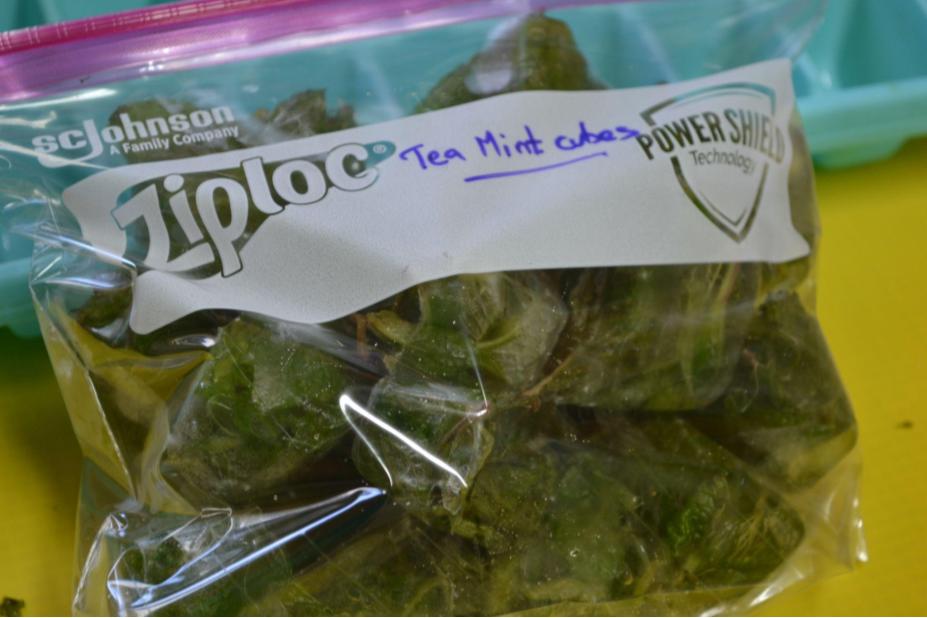 scJohnson
A Family Company
Ziploc®
Tea Mint cubes
POWER SHIELD
Technology